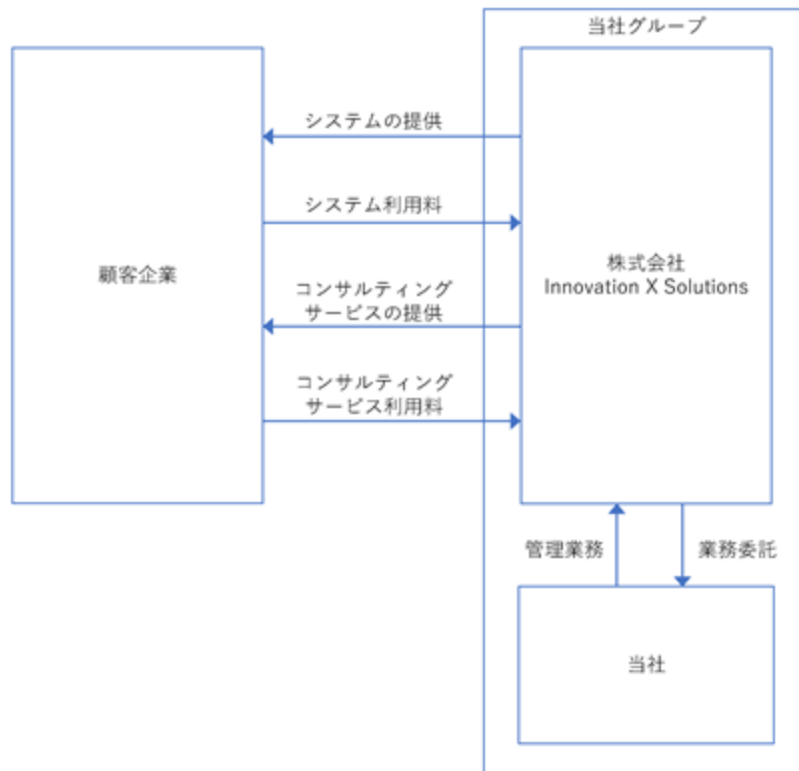 当社グループ
システムの提供
システム利用料
顧客企業
株式会社
Innovation X Solutions
コンサルティング
サービスの提供
コンサルティング
サービス利用料
管理業務
業務委託
当社